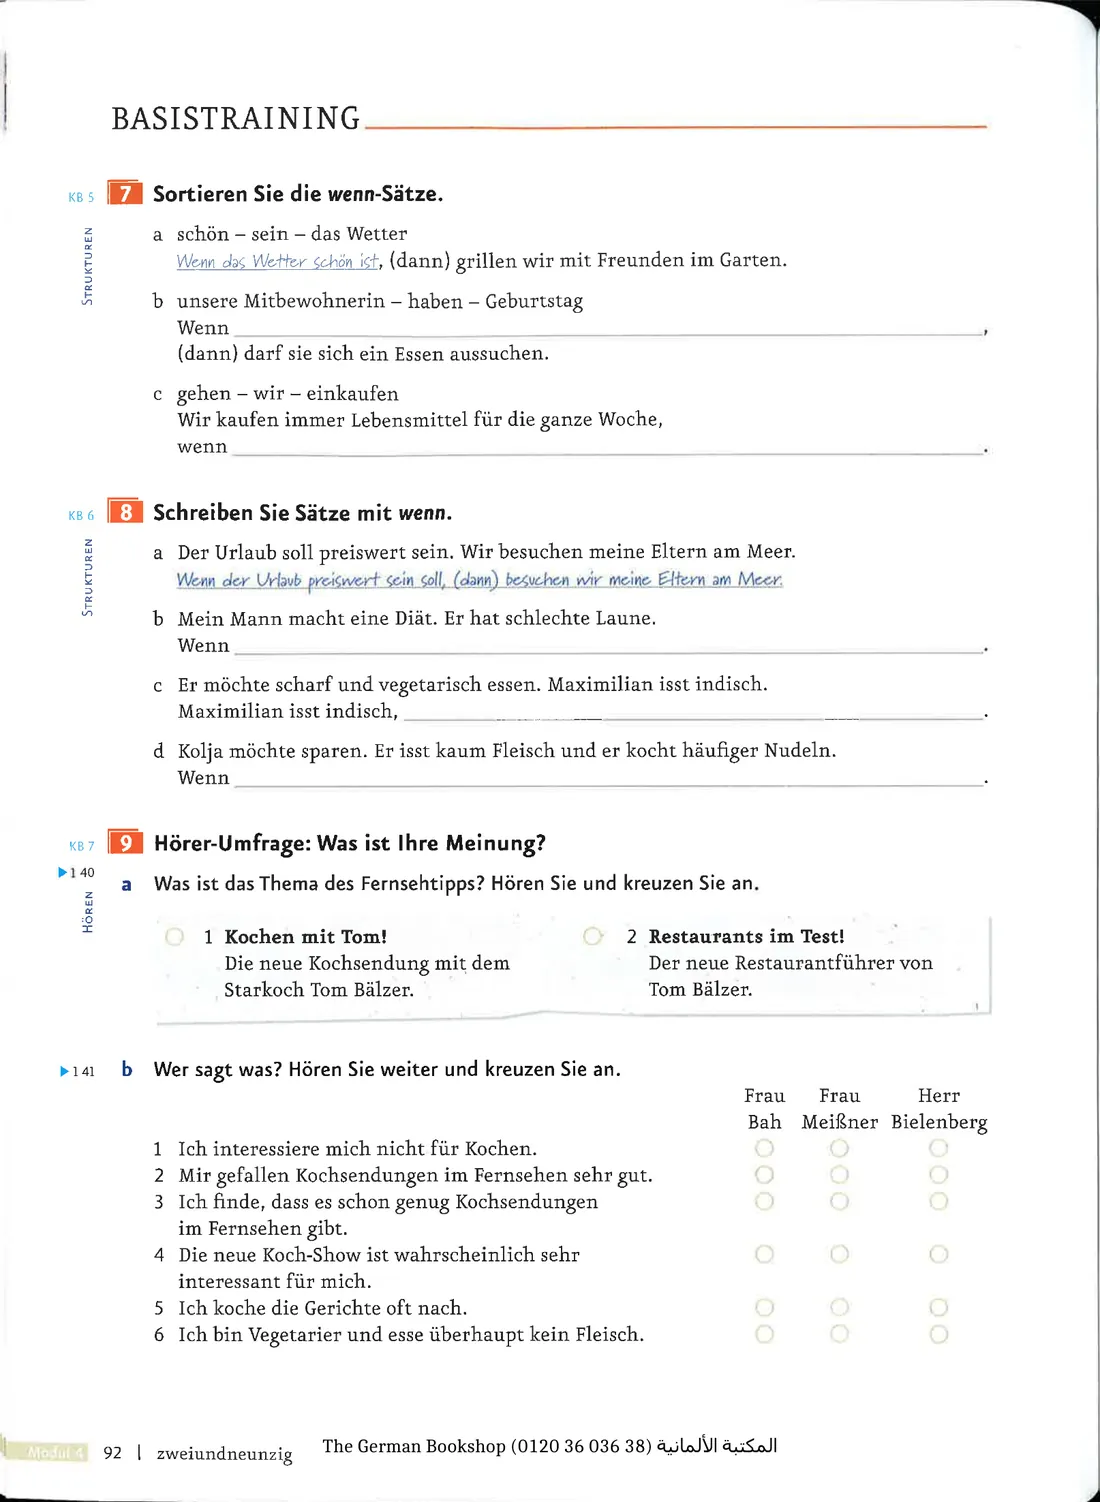 BASISTRAINING
KB 5 7 Sortieren Sie die wenn-Sätze.
STRUKTUREN
a schön – sein – das Wetter
Wenn das Wetter schön ist, (dann) grillen wir mit Freunden im Garten.
b unsere Mitbewohnerin – haben – Geburtstag
Wenn ,
(dann) darf sie sich ein Essen aussuchen.
c gehen – wir – einkaufen
Wir kaufen immer Lebensmittel für die ganze Woche,
wenn .
KB 6 8 Schreiben Sie Sätze mit wenn.
STRUKTUREN
a Der Urlaub soll preiswert sein. Wir besuchen meine Eltern am Meer.
Wenn der Urlaub preiswert sein soll, (dann) besuchen wir meine Eltern am Meer.
b Mein Mann macht eine Diät. Er hat schlechte Laune.
Wenn .
c Er möchte scharf und vegetarisch essen. Maximilian isst indisch.
Maximilian isst indisch, .
d Kolja möchte sparen. Er isst kaum Fleisch und er kocht häufiger Nudeln.
Wenn .
KB 7 9 Hörer-Umfrage: Was ist Ihre Meinung?
▶ 1 40
HÖREN
a Was ist das Thema des Fernsehtipps? Hören Sie und kreuzen Sie an.
1 Kochen mit Tom!
Die neue Kochsendung mit dem
Starkoch Tom Bälzer.
2 Restaurants im Test!
Der neue Restaurantführer von
Tom Bälzer.
▶ 1 41 b Wer sagt was? Hören Sie weiter und kreuzen Sie an.
Frau Frau Herr
Bah Meißner Bielenberg
1 Ich interessiere mich nicht für Kochen.
2 Mir gefallen Kochsendungen im Fernsehen sehr gut.
3 Ich finde, dass es schon genug Kochsendungen
im Fernsehen gibt.
4 Die neue Koch-Show ist wahrscheinlich sehr
interessant für mich.
5 Ich koche die Gerichte oft nach.
6 Ich bin Vegetarier und esse überhaupt kein Fleisch.
Modul 4 92 | zweiundneunzig The German Bookshop (0120 36 036 38) المكتبة الألمانية